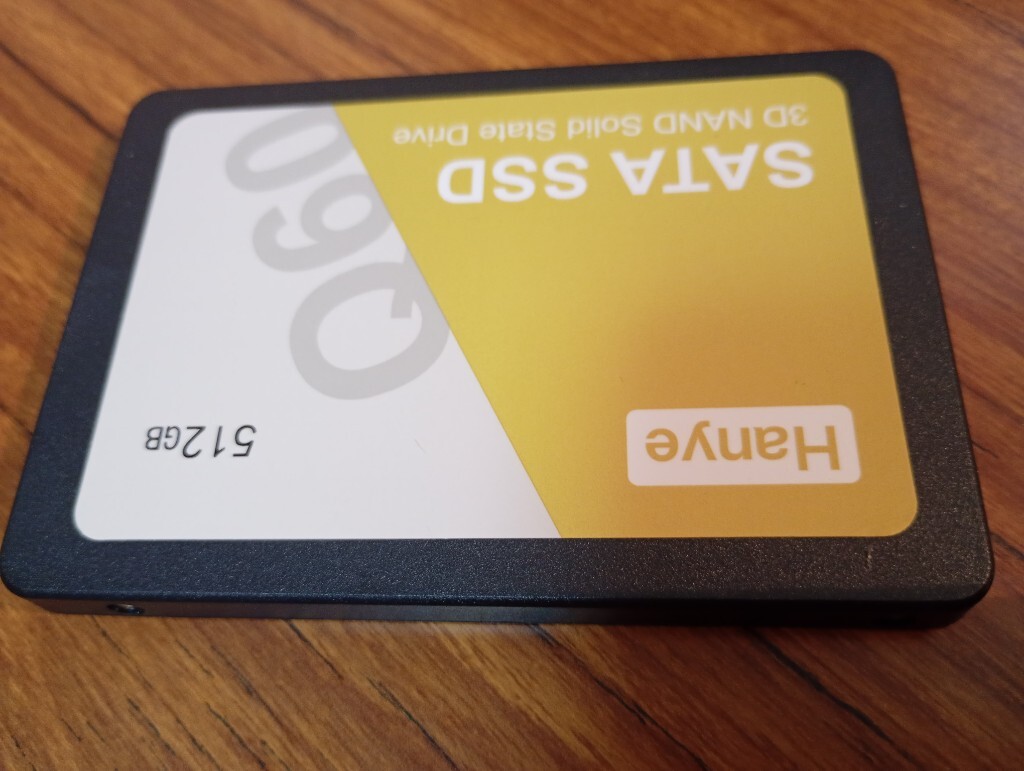 Hanye
512GB
Q60
SATA SSD
3D NAND Solid State Drive